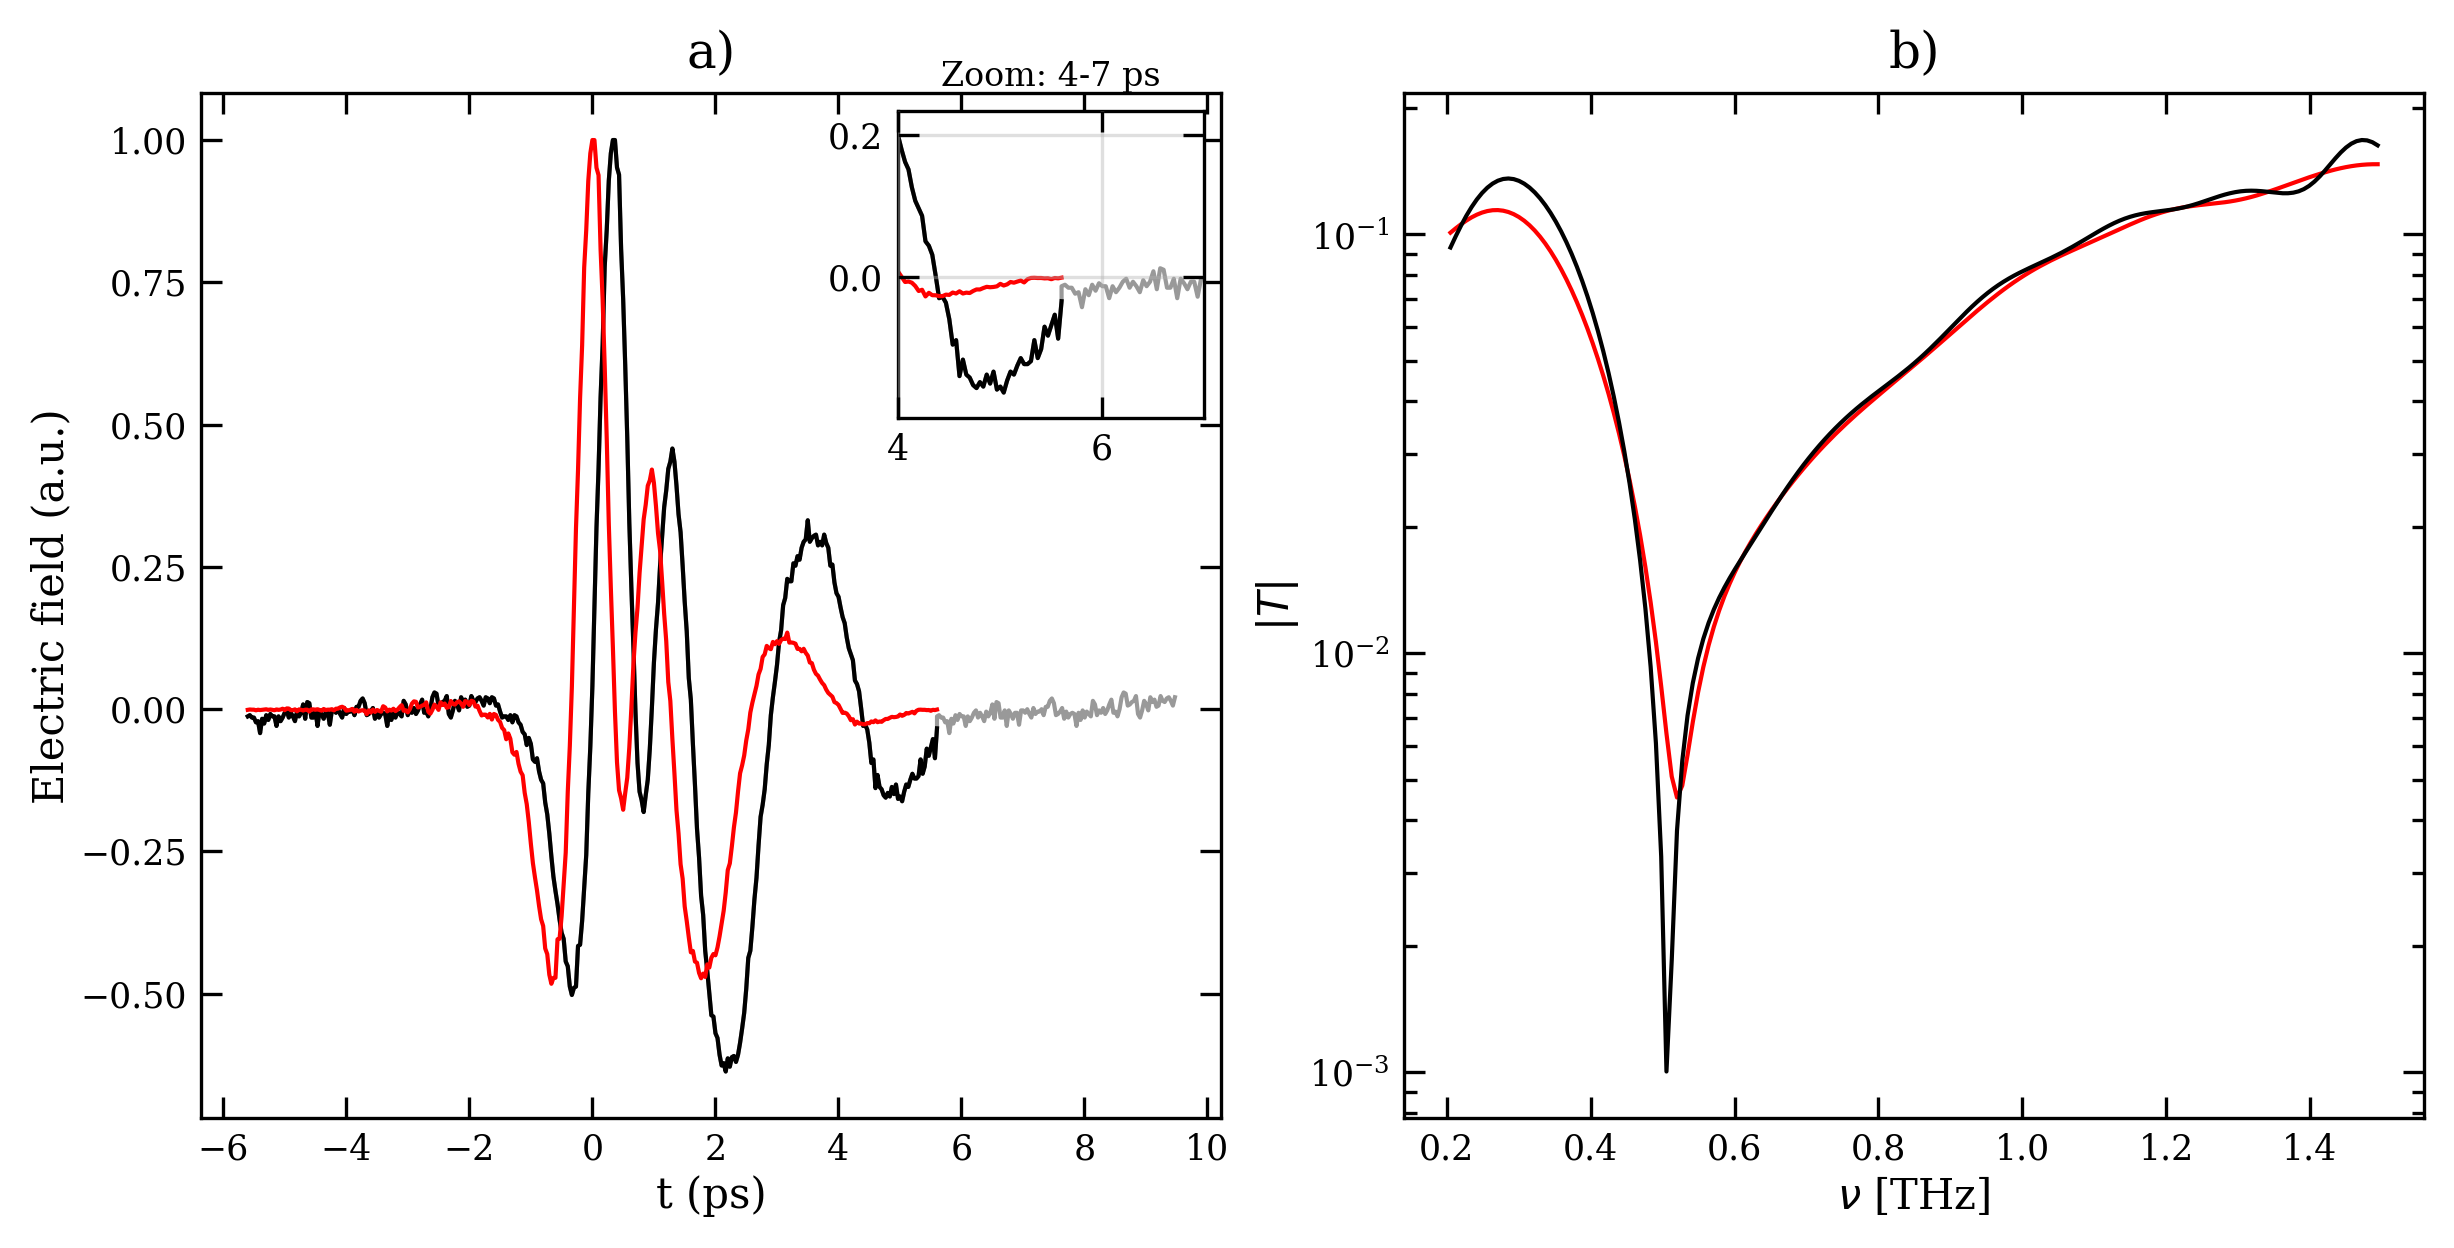 a)
Zoom: 4-7 ps
0.2
0.0
4 6
1.00
0.75
0.50
0.25
0.00
−0.25
−0.50
Electric field (a.u.)
−6 −4 −2 0 2 4 6 8 10
t (ps)
b)
10⁻¹
10⁻²
10⁻³
|T|
0.2 0.4 0.6 0.8 1.0 1.2 1.4
ν [THz]